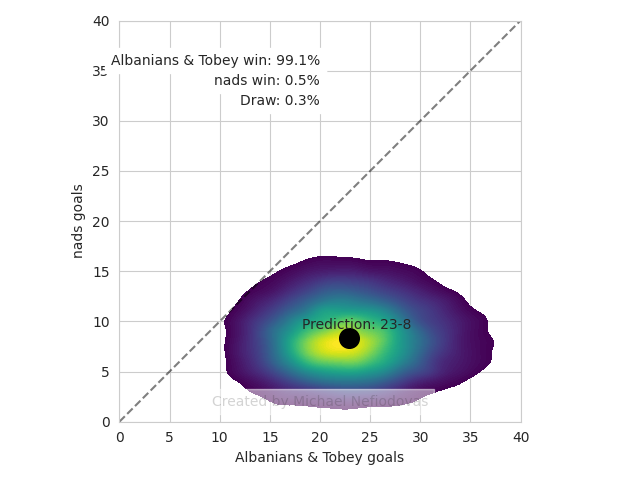 40
Albanians & Tobey win: 99.1%
35
nads win: 0.5%
Draw: 0.3%
30
25
20
15
10
5
0
nads goals
Prediction: 23-8
Created by Michael Nefiodovas
0 5 10 15 20 25 30 35 40
Albanians & Tobey goals